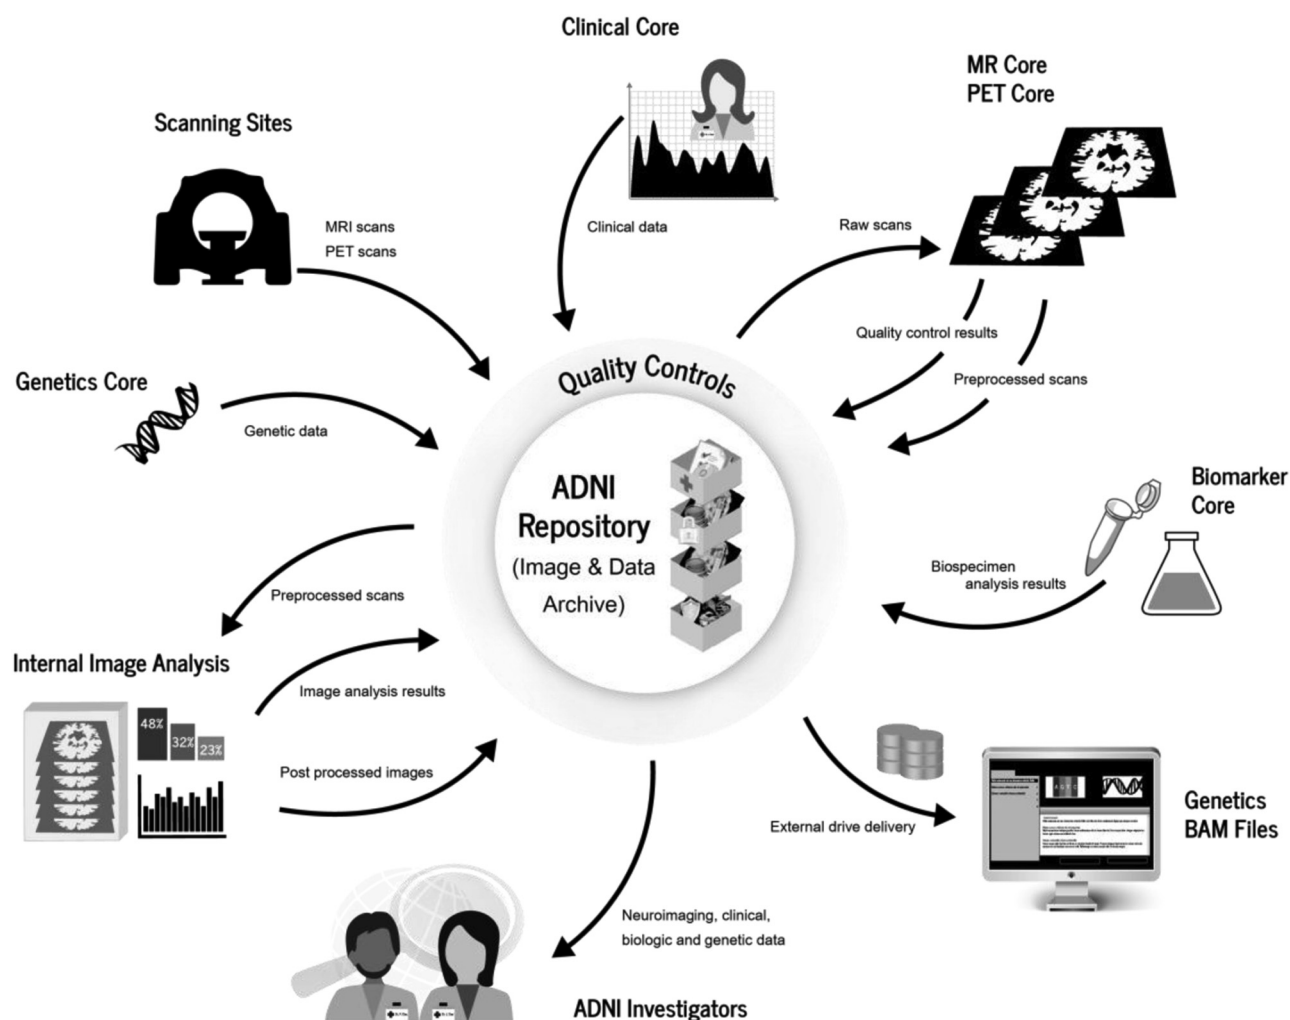 Clinical Core
MR Core
PET Core
Scanning Sites
MRI scans
PET scans
Clinical data
Raw scans
Quality control results
Preprocessed scans
Genetics Core
Genetic data
Quality Controls
ADNI
Repository
(Image & Data
Archive)
Biomarker
Core
Biospecimen
analysis results
Preprocessed scans
Internal Image Analysis
Image analysis results
48%
32%
23%
Post processed images
External drive delivery
Genetics
BAM Files
Neuroimaging, clinical,
biologic and genetic data
ADNI Investigators